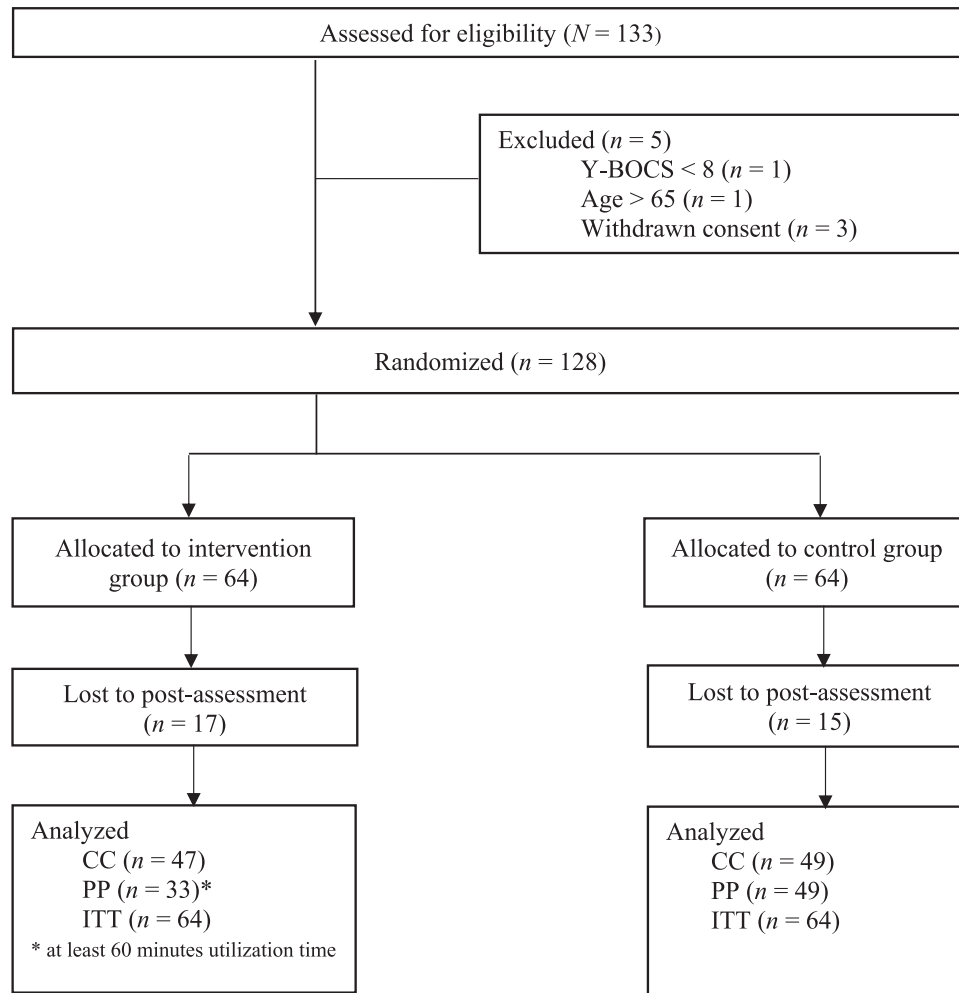 Assessed for eligibility (N = 133)
Excluded (n = 5)
Y-BOCS < 8 (n = 1)
Age > 65 (n = 1)
Withdrawn consent (n = 3)
Randomized (n = 128)
Allocated to intervention
group (n = 64)
Allocated to control group
(n = 64)
Lost to post-assessment
(n = 17)
Lost to post-assessment
(n = 15)
Analyzed
CC (n = 47)
PP (n = 33)*
ITT (n = 64)
* at least 60 minutes utilization time
Analyzed
CC (n = 49)
PP (n = 49)
ITT (n = 64)